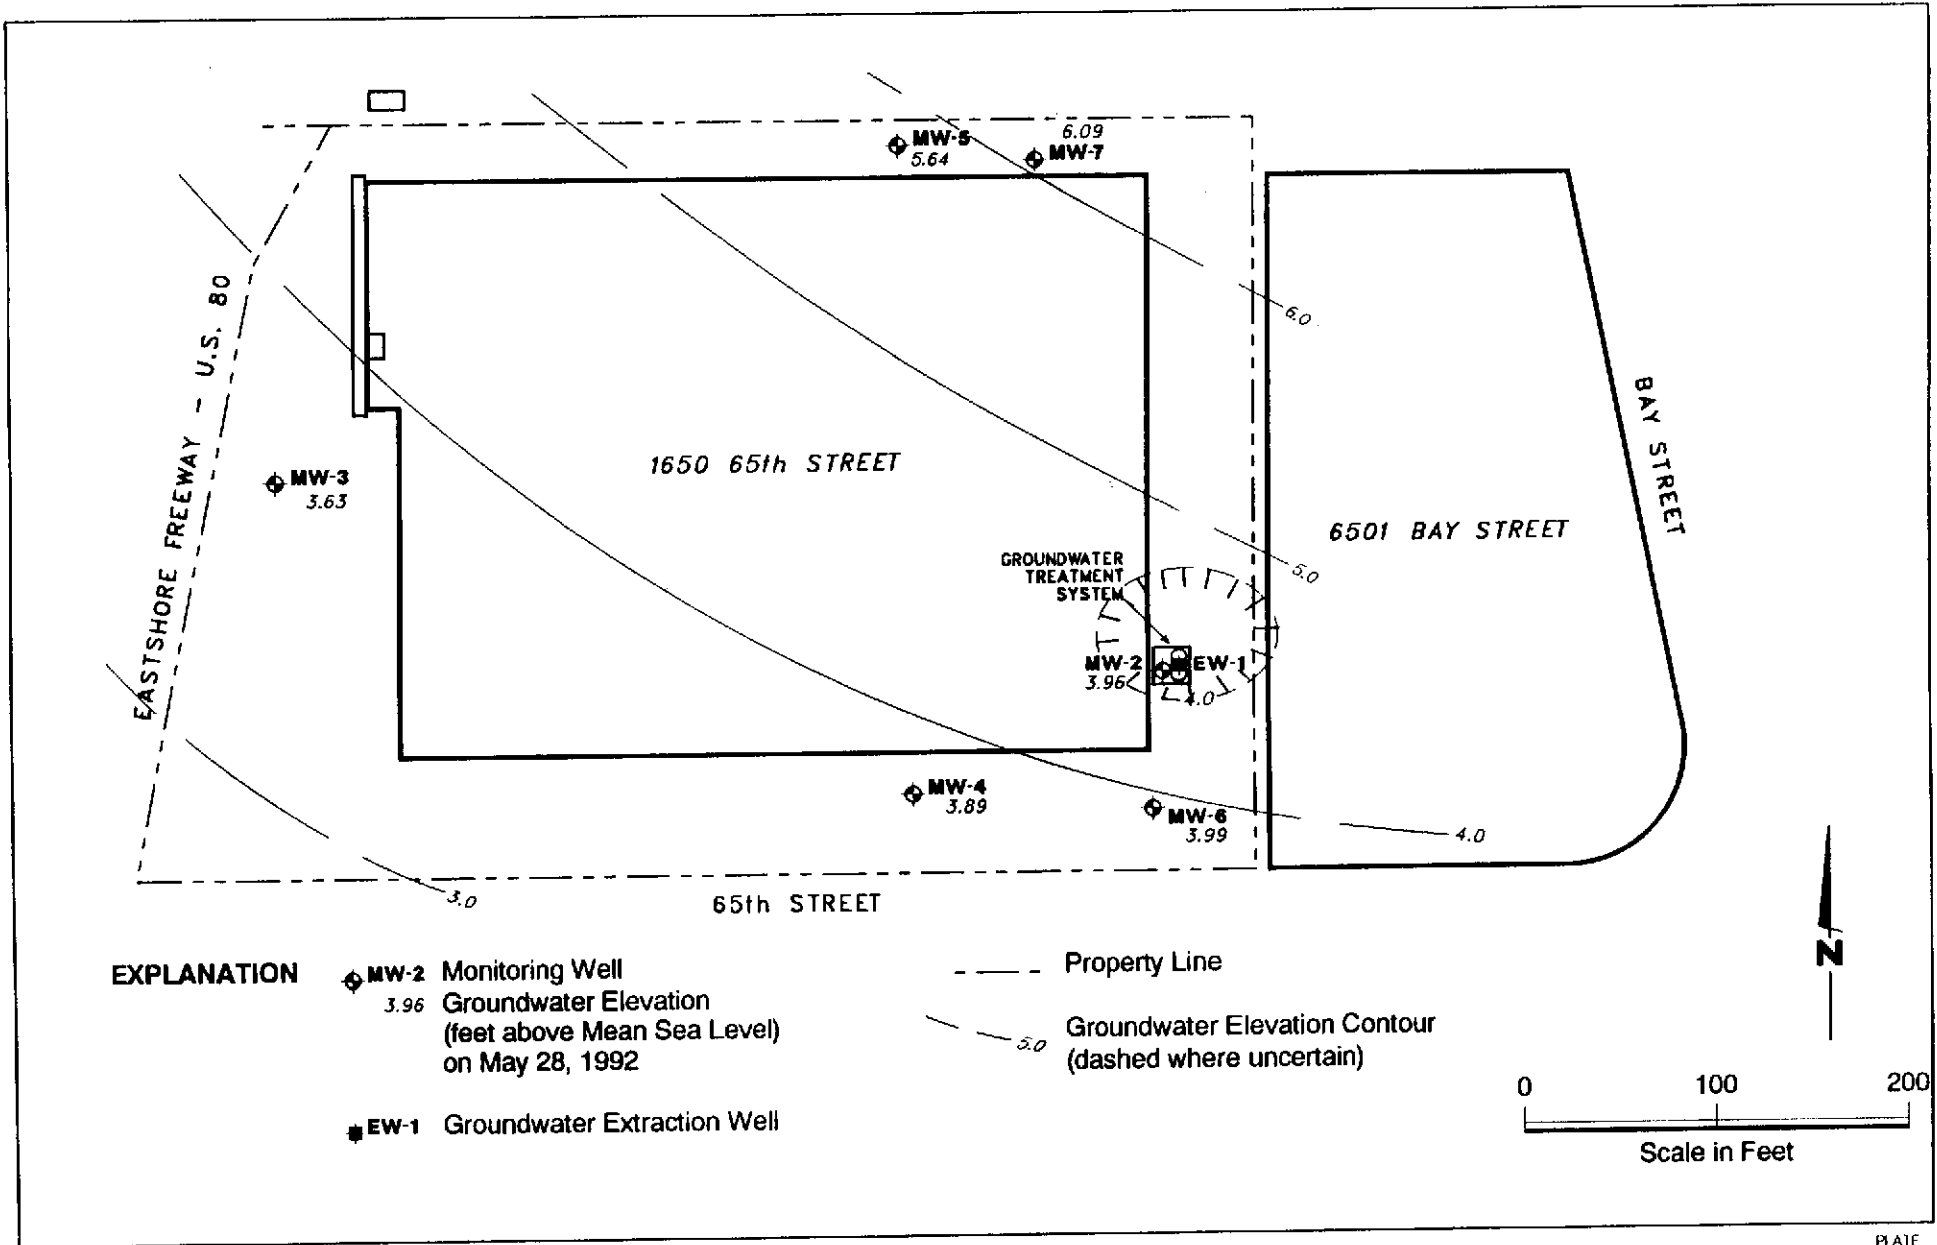 MW-5
5.64
6.09
MW-7
6.0
EASTSHORE FREEWAY - U.S. 80
MW-3
3.63
1650 65th STREET
BAY STREET
6501 BAY STREET
GROUNDWATER
TREATMENT
SYSTEM
5.0
MW-2
3.96
EW-1
4.0
MW-4
3.89
MW-6
3.99
4.0
3.0
65th STREET
EXPLANATION
MW-2 Monitoring Well
3.96 Groundwater Elevation
(feet above Mean Sea Level)
on May 28, 1992
EW-1 Groundwater Extraction Well
Property Line
5.0 Groundwater Elevation Contour
(dashed where uncertain)
N
0 100 200
Scale in Feet
PLATE